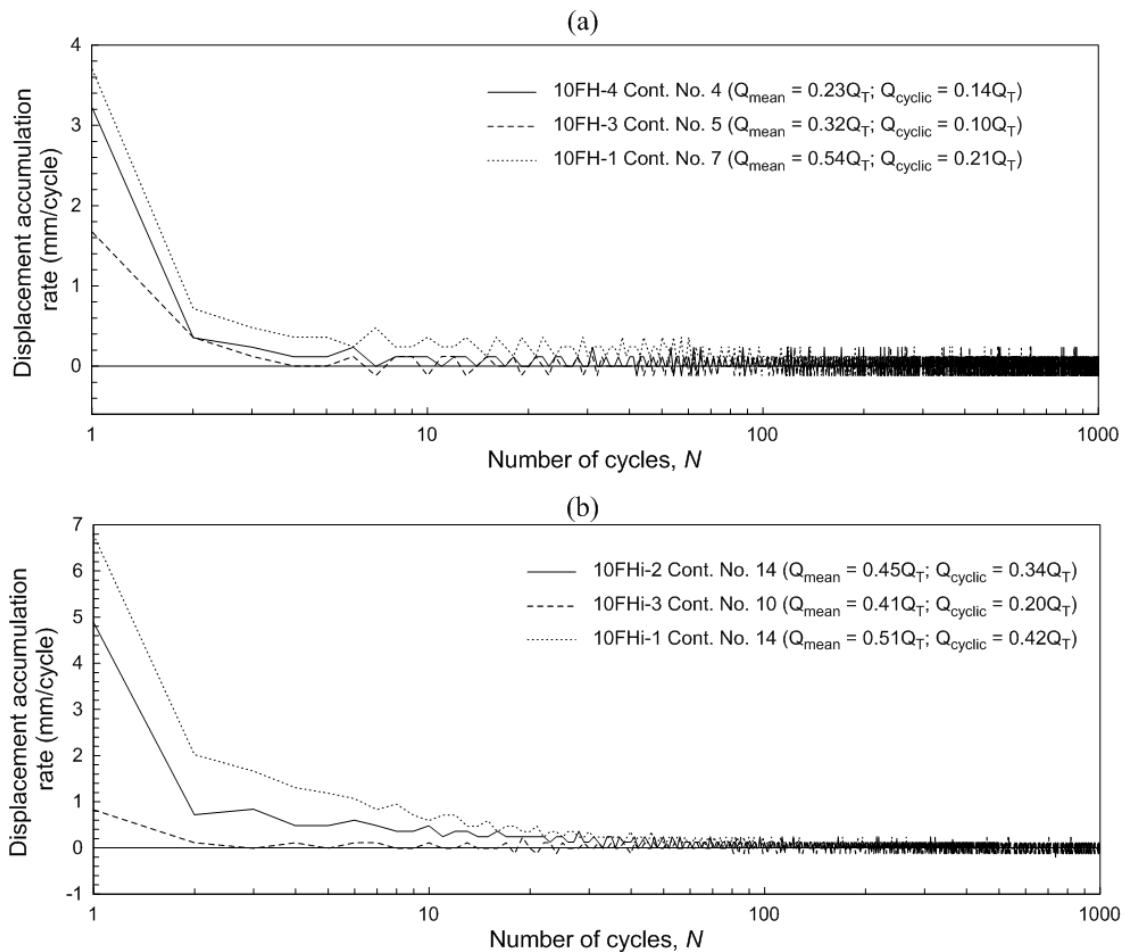 (a)
4
3
2
1
0
Displacement accumulation
rate (mm/cycle)
10FH-4 Cont. No. 4 (Qmean = 0.23QT; Qcyclic = 0.14QT)
10FH-3 Cont. No. 5 (Qmean = 0.32QT; Qcyclic = 0.10QT)
10FH-1 Cont. No. 7 (Qmean = 0.54QT; Qcyclic = 0.21QT)
1 10 100 1000
Number of cycles, N
(b)
7
6
5
4
3
2
1
0
-1
Displacement accumulation
rate (mm/cycle)
10FHi-2 Cont. No. 14 (Qmean = 0.45QT; Qcyclic = 0.34QT)
10FHi-3 Cont. No. 10 (Qmean = 0.41QT; Qcyclic = 0.20QT)
10FHi-1 Cont. No. 14 (Qmean = 0.51QT; Qcyclic = 0.42QT)
1 10 100 1000
Number of cycles, N